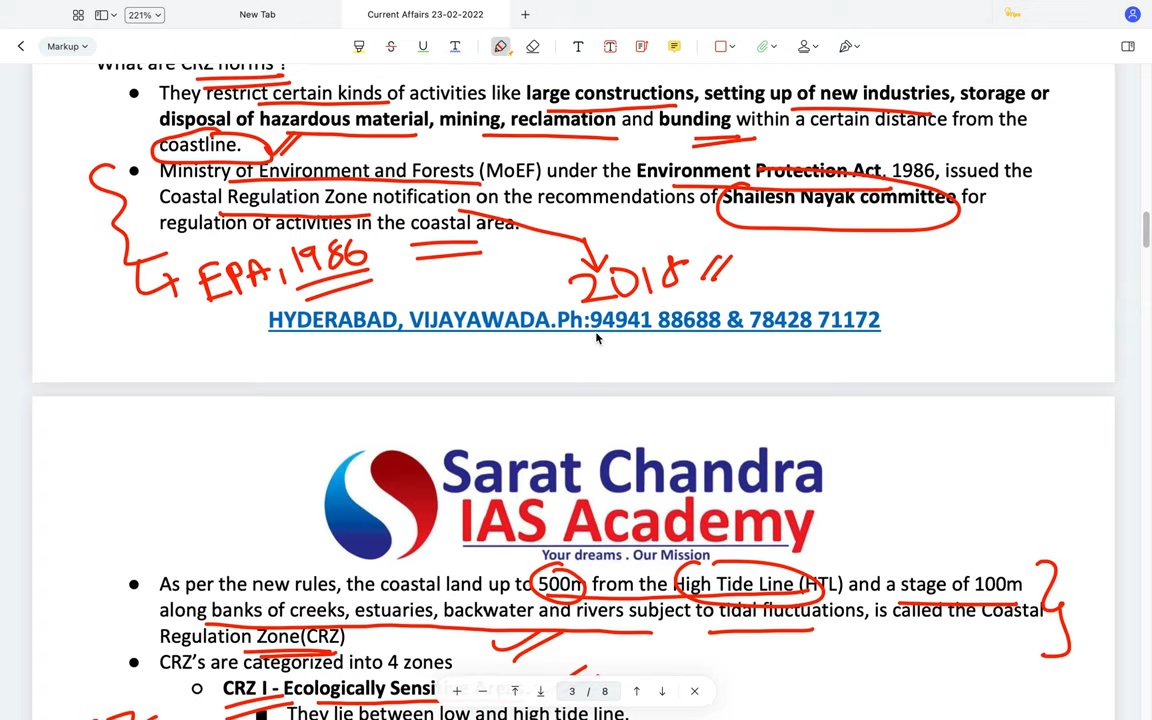 221%
New Tab
Current Affairs 23-02-2022
Markup
What are CRZ norms ?
They restrict certain kinds of activities like large constructions, setting up of new industries, storage or
disposal of hazardous material, mining, reclamation and bunding within a certain distance from the
coastline.
Ministry of Environment and Forests (MoEF) under the Environment Protection Act, 1986, issued the
Coastal Regulation Zone notification on the recommendations of Shailesh Nayak committee for
regulation of activities in the coastal area.
EPA, 1986
2018
HYDERABAD, VIJAYAWADA.Ph:94941 88688 & 78428 71172
Sarat Chandra
IAS Academy
Your dreams . Our Mission
As per the new rules, the coastal land up to 500m from the High Tide Line (HTL) and a stage of 100m
along banks of creeks, estuaries, backwater and rivers subject to tidal fluctuations, is called the Coastal
Regulation Zone(CRZ)
CRZ's are categorized into 4 zones
CRZ I - Ecologically Sensi
3 / 8
They lie between low and high tide line.